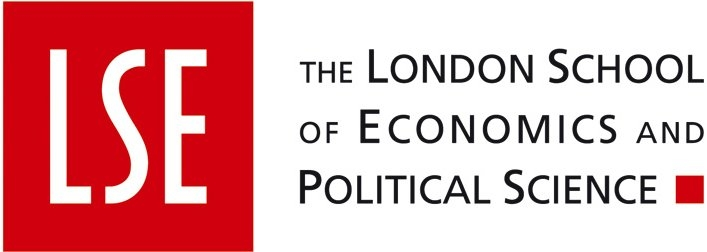 LSE
THE LONDON SCHOOL
OF ECONOMICS AND
POLITICAL SCIENCE